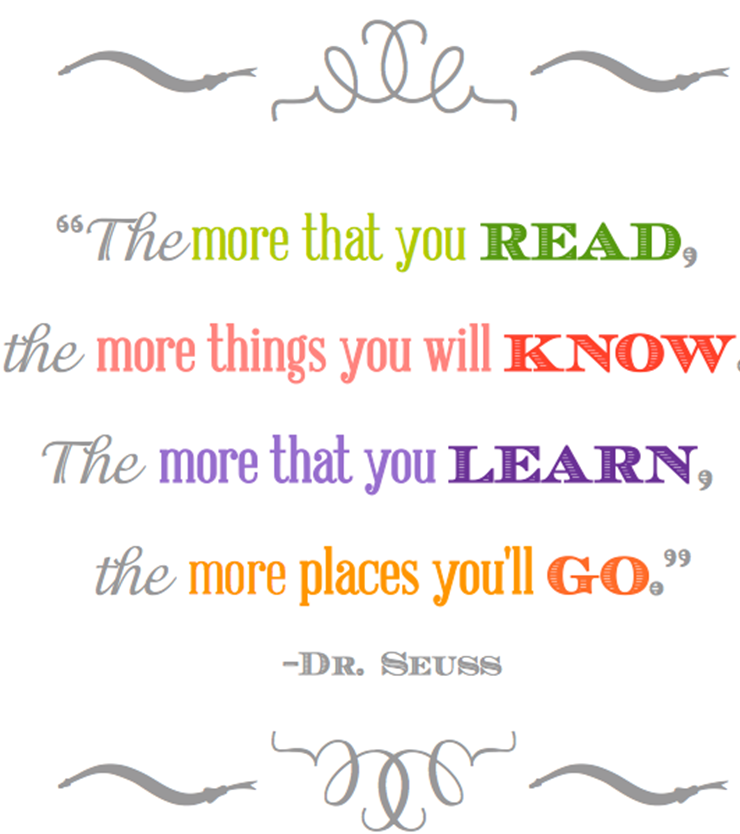 “The more that you READ,
the more things you will KNOW.
The more that you LEARN,
the more places you'll GO.”
-DR. SEUSS